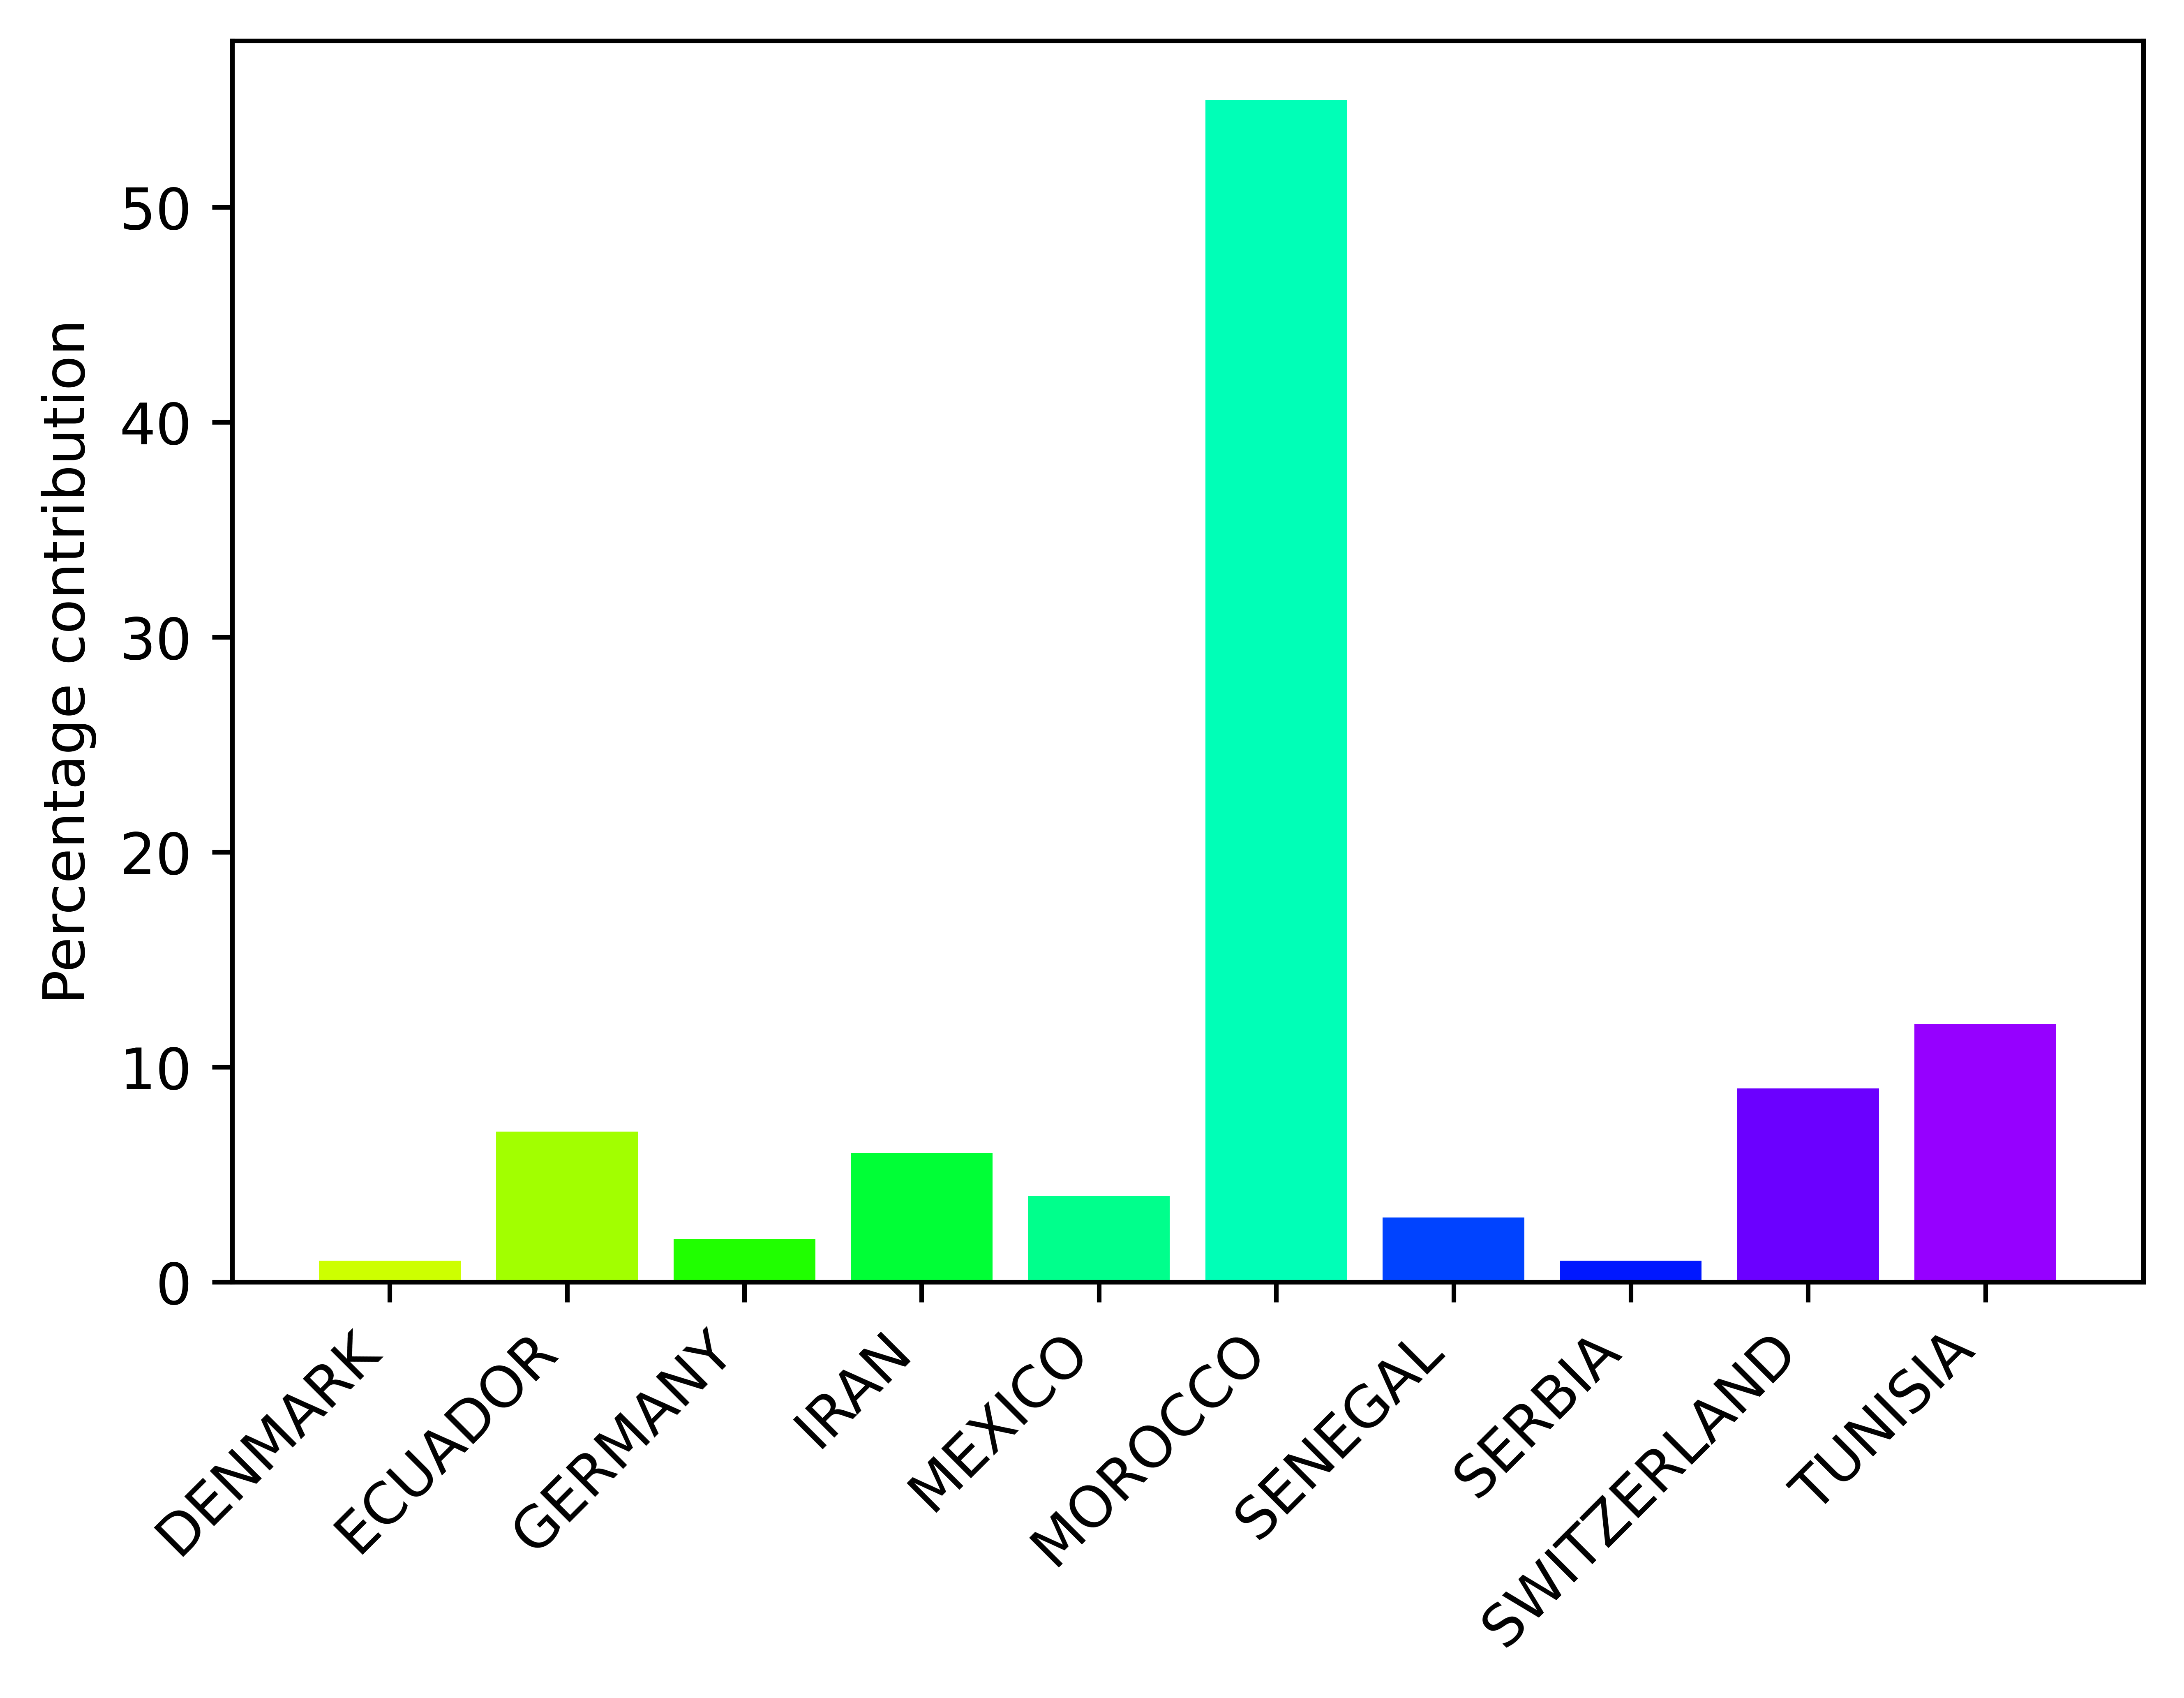 Percentage contribution
50
40
30
20
10
0
DENMARK
ECUADOR
GERMANY
IRAN
MEXICO
MOROCCO
SENEGAL
SERBIA
SWITZERLAND
TUNISIA